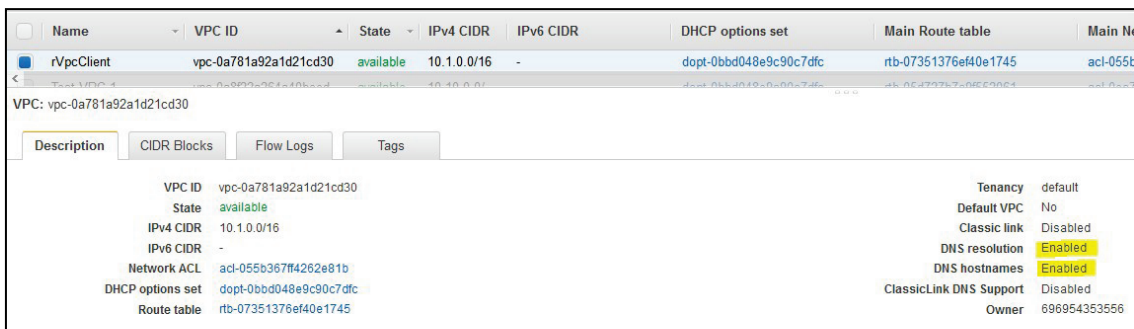 Name VPC ID State IPv4 CIDR IPv6 CIDR DHCP options set Main Route table Main Ne
rVpcClient vpc-0a781a92a1d21cd30 available 10.1.0.0/16 - dopt-0bbd048e9c90c7dfc rtb-07351376ef40e1745 acl-055b
VPC: vpc-0a781a92a1d21cd30
Description CIDR Blocks Flow Logs Tags
VPC ID vpc-0a781a92a1d21cd30 Tenancy default
State available Default VPC No
IPv4 CIDR 10.1.0.0/16 Classic link Disabled
IPv6 CIDR - DNS resolution Enabled
Network ACL acl-055b367ff4262e81b DNS hostnames Enabled
DHCP options set dopt-0bbd048e9c90c7dfc ClassicLink DNS Support Disabled
Route table rtb-07351376ef40e1745 Owner 696954353556